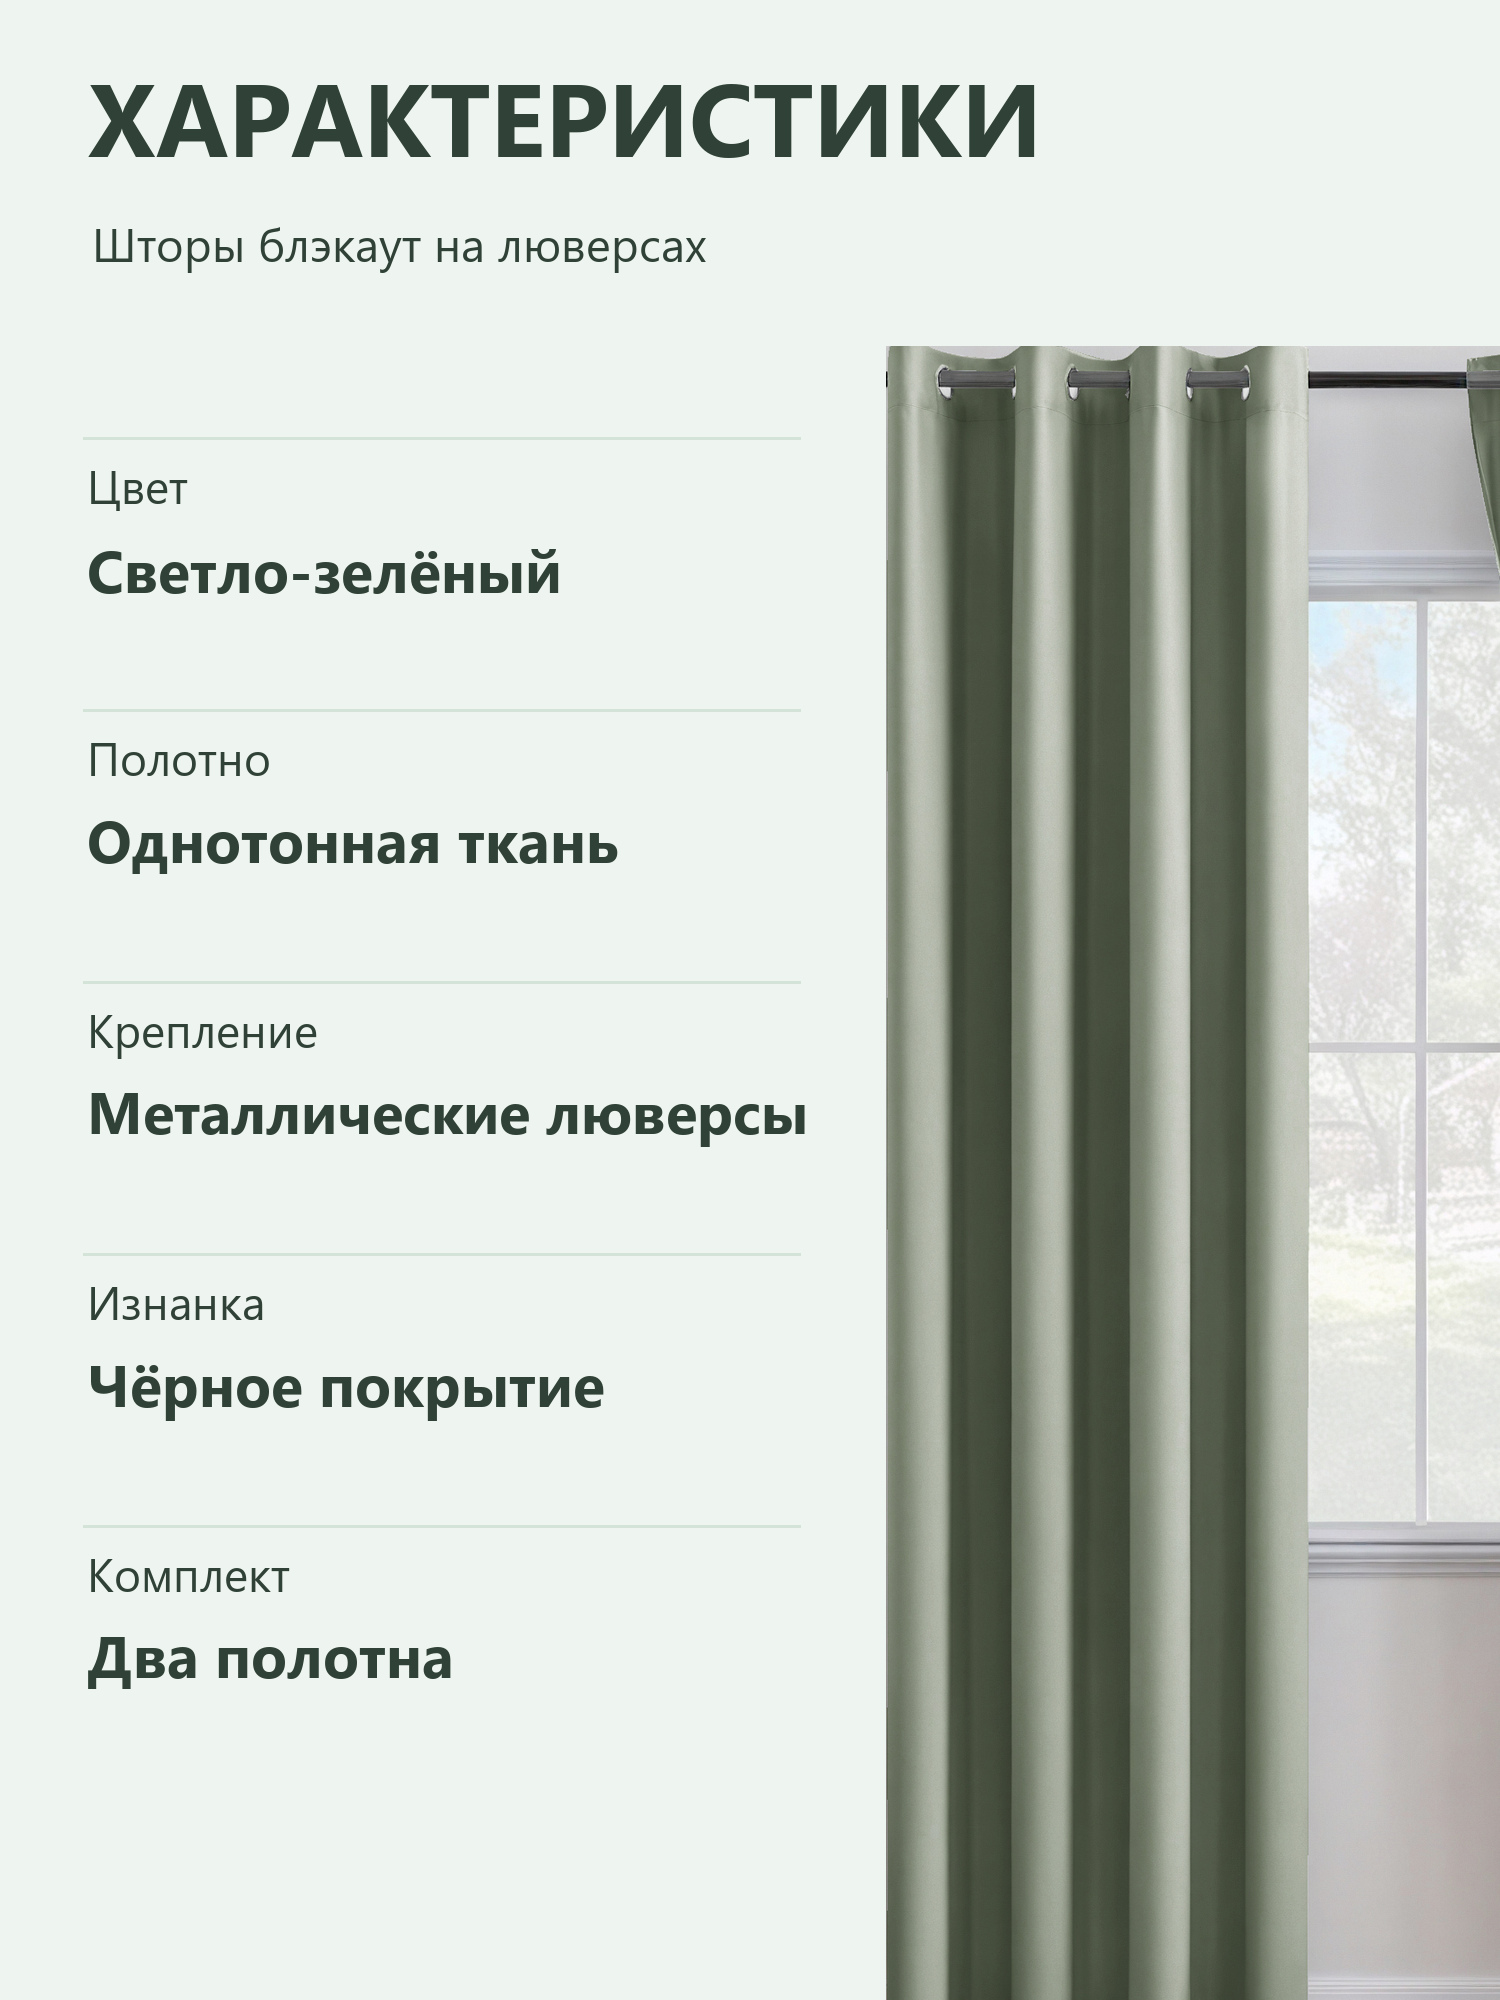 ХАРАКТЕРИСТИКИ
Шторы блэкаут на люверсах
Цвет
Светло-зелёный
Полотно
Однотонная ткань
Крепление
Металлические люверсы
Изнанка
Чёрное покрытие
Комплект
Два полотна